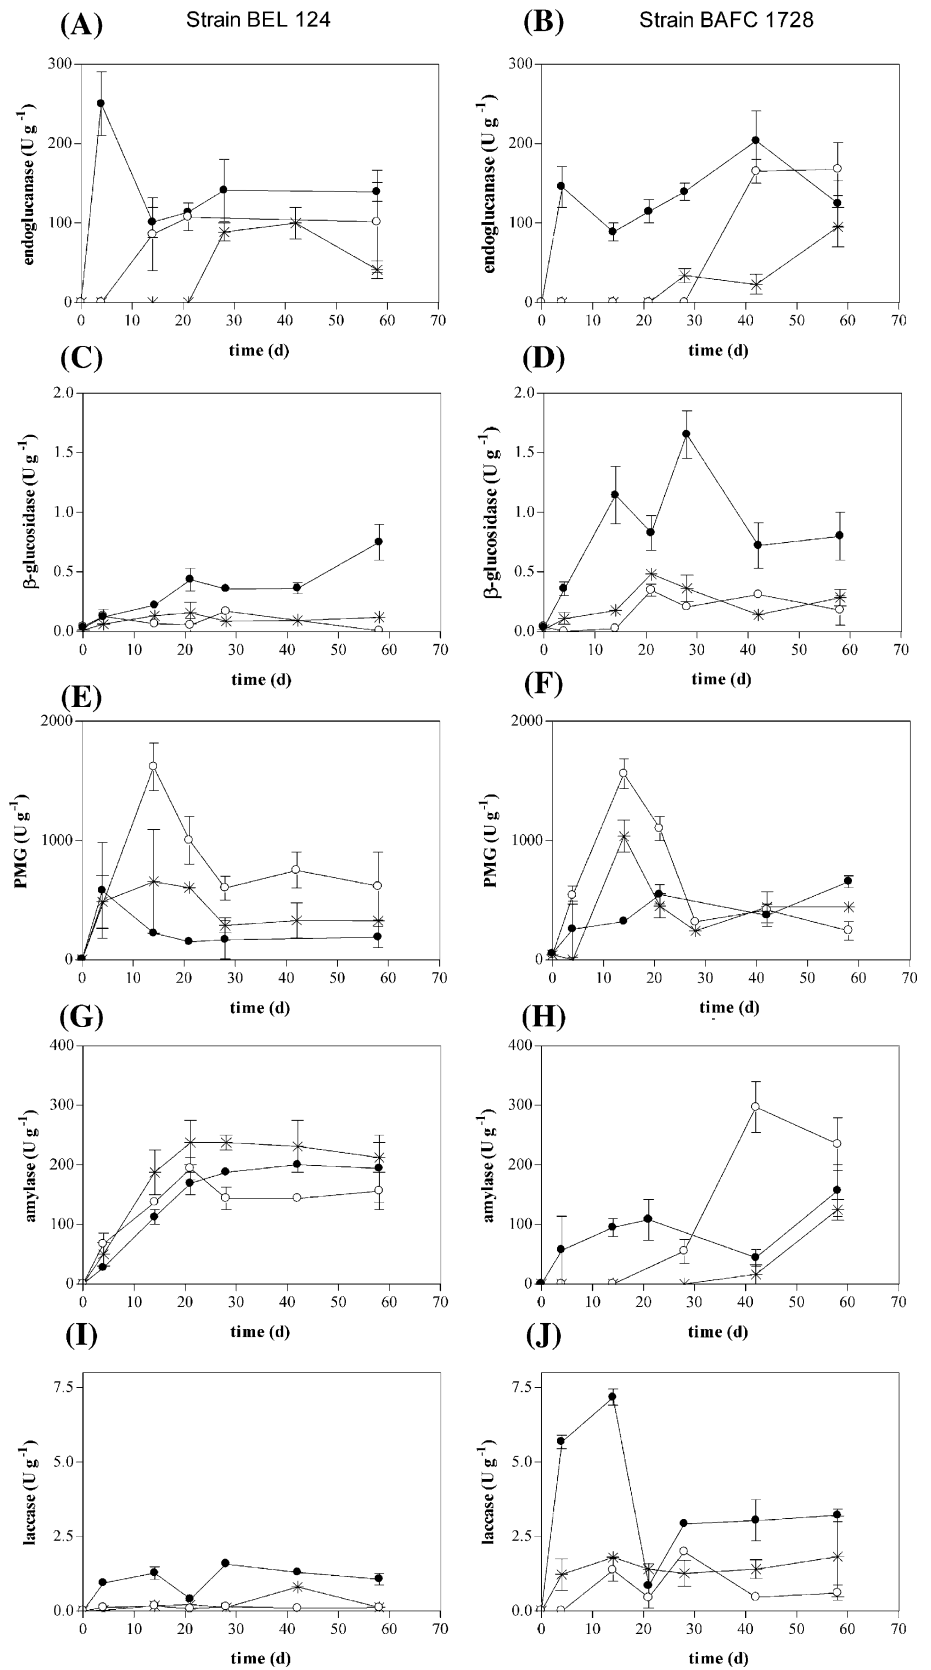 (A) Strain BEL 124
(B) Strain BAFC 1728
endoglucanase (U g⁻¹)
300
200
100
0
0 10 20 30 40 50 60 70
time (d)
endoglucanase (U g⁻¹)
300
200
100
0
0 10 20 30 40 50 60 70
time (d)
(C)
β-glucosidase (U g⁻¹)
2.0
1.5
1.0
0.5
0.0
0 10 20 30 40 50 60 70
time (d)
(D)
β-glucosidase (U g⁻¹)
2.0
1.5
1.0
0.5
0.0
0 10 20 30 40 50 60 70
time (d)
(E)
PMG (U g⁻¹)
2000
1000
0
0 10 20 30 40 50 60 70
time (d)
(F)
PMG (U g⁻¹)
2000
1000
0
0 10 20 30 40 50 60 70
time (d)
(G)
amylase (U g⁻¹)
400
300
200
100
0
0 10 20 30 40 50 60 70
time (d)
(H)
amylase (U g⁻¹)
400
300
200
100
0
0 10 20 30 40 50 60 70
time (d)
(I)
laccase (U g⁻¹)
7.5
5.0
2.5
0.0
0 10 20 30 40 50 60 70
time (d)
(J)
laccase (U g⁻¹)
7.5
5.0
2.5
0.0
0 10 20 30 40 50 60 70
time (d)